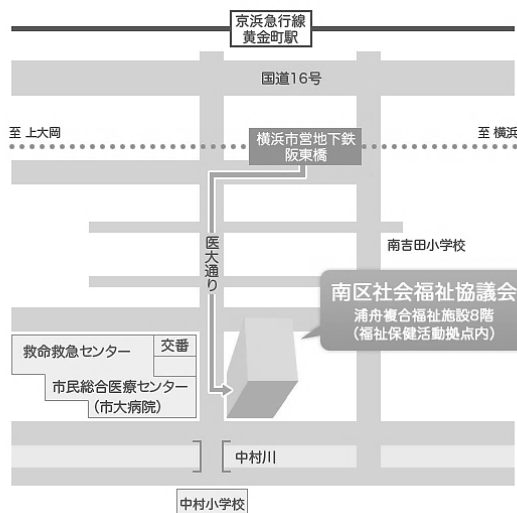 京浜急行線
黄金町駅
国道16号
至 上大岡
至 横浜
横浜市営地下鉄
阪東橋
医大通り
南吉田小学校
南区社会福祉協議会
浦舟複合福祉施設8階
（福祉保健活動拠点内）
救命救急センター
交番
市民総合医療センター
（市大病院）
中村川
中村小学校